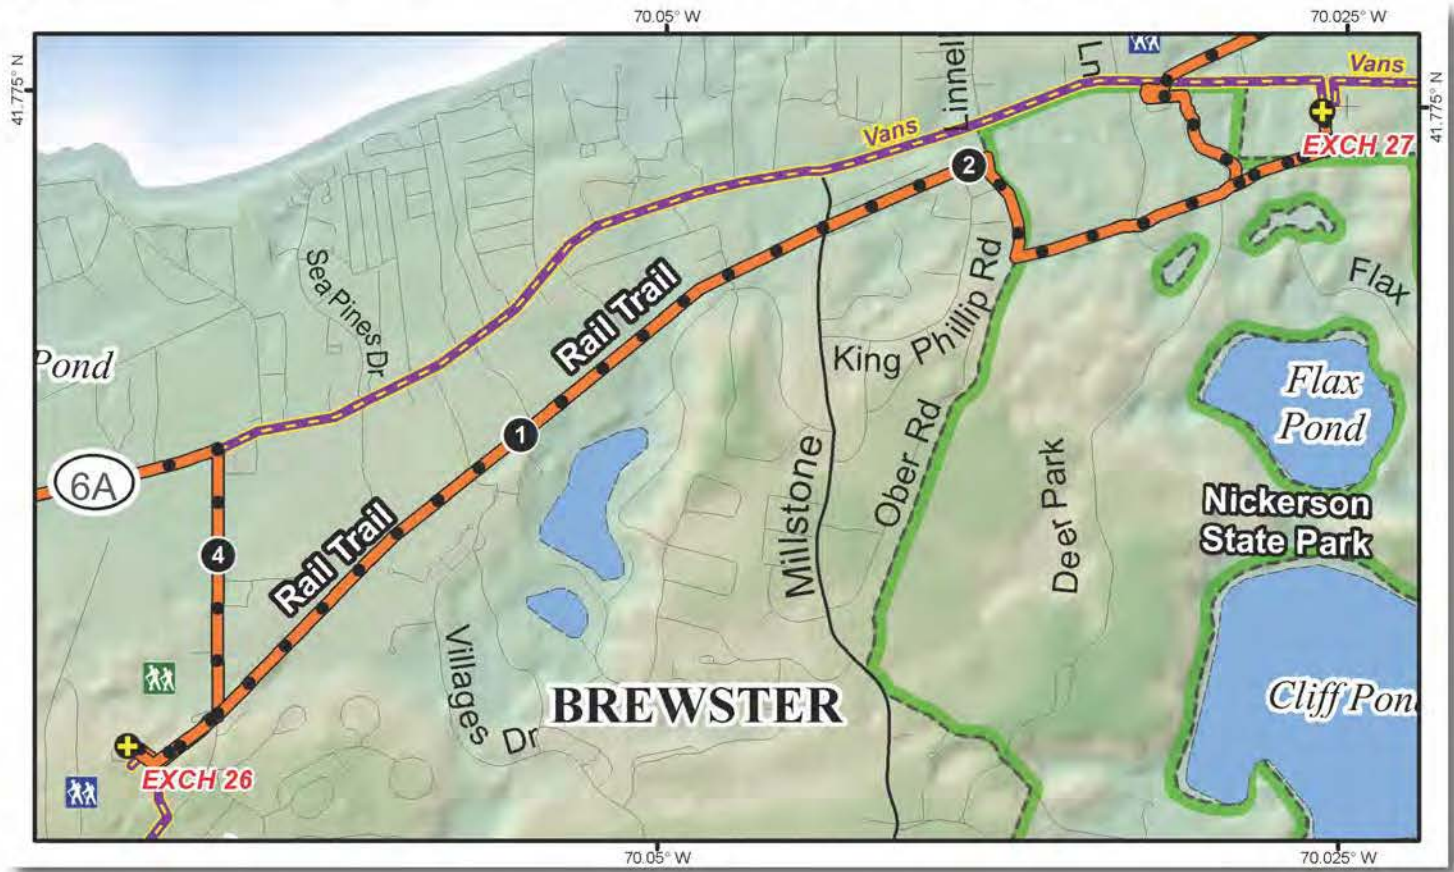 70.05° W
70.025° W
41.775° N
41.775° N
Linnell
Ln
Vans
Vans
EXCH 27
2
Sea Pines Dr
Rail Trail
King Phillip Rd
Flax
Pond
Flax
Pond
1
6A
Millstone
Ober Rd
Deer Park
Nickerson
State Park
4
Rail Trail
Villages Dr
BREWSTER
Cliff Pon
EXCH 26
70.05° W
70.025° W